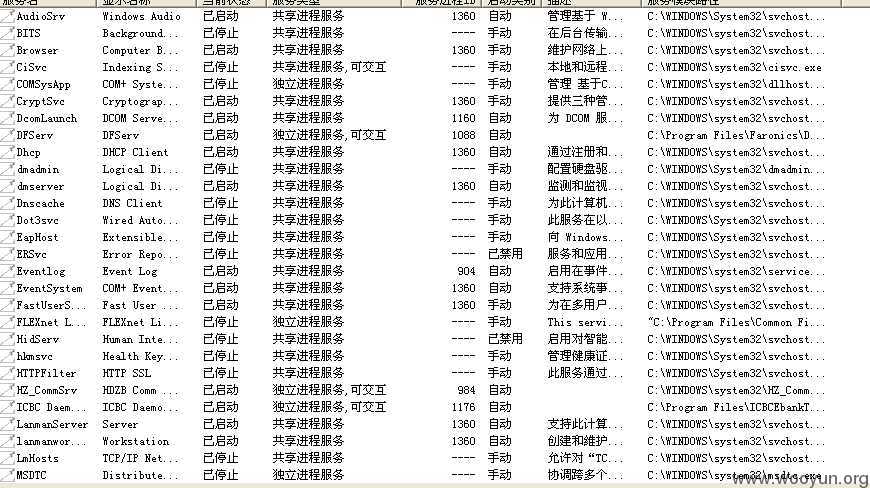 服务名 显示名称 当前状态 服务类型 服务进程ID 启动类别 描述 服务模块路径
AudioSrv Windows Audio 已启动 共享进程服务 1360 自动 管理基于 W... C:\WINDOWS\System32\svchost...
BITS Background... 已停止 共享进程服务 ---- 手动 在后台传输... C:\WINDOWS\system32\svchost...
Browser Computer B... 已启动 共享进程服务 1360 自动 维护网络上... C:\WINDOWS\system32\svchost...
CiSvc Indexing S... 已停止 共享进程服务,可交互 ---- 手动 本地和远程... C:\WINDOWS\system32\cisvc.exe
COMSysApp COM+ Syste... 已停止 独立进程服务 ---- 手动 管理 基于C... C:\WINDOWS\system32\dllhost...
CryptSvc Cryptograp... 已启动 共享进程服务 1360 自动 提供三种管... C:\WINDOWS\system32\svchost...
DcomLaunch DCOM Serve... 已启动 共享进程服务 1160 自动 为 DCOM 服... C:\WINDOWS\system32\svchost...
DFServ DFServ 已启动 独立进程服务,可交互 1088 自动 C:\Program Files\Faronics\D...
Dhcp DHCP Client 已启动 共享进程服务 1360 自动 通过注册和... C:\WINDOWS\system32\svchost...
dmadmin Logical Di... 已停止 共享进程服务 ---- 手动 配置硬盘驱... C:\WINDOWS\System32\dmadmin...
dmserver Logical Di... 已启动 共享进程服务 1360 自动 监测和监视... C:\WINDOWS\System32\svchost...
Dnscache DNS Client 已停止 共享进程服务 ---- 手动 为此计算机... C:\WINDOWS\system32\svchost...
Dot3svc Wired Auto... 已停止 共享进程服务 ---- 手动 此服务在以... C:\WINDOWS\System32\svchost...
EapHost Extensible... 已停止 共享进程服务 ---- 手动 向 Windows... C:\WINDOWS\System32\svchost...
ERSvc Error Repo... 已停止 共享进程服务 ---- 已禁用 服务和应用... C:\WINDOWS\System32\svchost...
Eventlog Event Log 已启动 共享进程服务 904 自动 启用在事件... C:\WINDOWS\system32\service...
EventSystem COM+ Event... 已启动 共享进程服务 1360 自动 支持系统事... C:\WINDOWS\system32\svchost...
FastUserS... Fast User ... 已启动 共享进程服务 1360 手动 为在多用户... C:\WINDOWS\System32\svchost...
FLEXnet L... FLEXnet Li... 已停止 独立进程服务 ---- 手动 This servi... "C:\Program Files\Common Fi...
HidServ Human Inte... 已停止 共享进程服务 ---- 已禁用 启用对智能... C:\WINDOWS\System32\svchost...
hkmsvc Health Key... 已停止 共享进程服务 ---- 手动 管理健康证... C:\WINDOWS\System32\svchost...
HTTPFilter HTTP SSL 已停止 共享进程服务 ---- 手动 此服务通过... C:\WINDOWS\System32\svchost...
HZ_CommSrv HDZB Comm ... 已启动 独立进程服务,可交互 984 自动 C:\WINDOWS\system32\HZ_Comm...
ICBC Daem... ICBC Daemo... 已启动 独立进程服务,可交互 1176 自动 C:\Program Files\ICBCEbankT...
LanmanServer Server 已启动 共享进程服务 1360 自动 支持此计算... C:\WINDOWS\system32\svchost...
lanmanwor... Workstation 已启动 共享进程服务 1360 自动 创建和维护... C:\WINDOWS\system32\svchost...
LmHosts TCP/IP Net... 已停止 共享进程服务 ---- 手动 允许对“TC... C:\WINDOWS\system32\svchost...
MSDTC Distribute... 已停止 独立进程服务 ---- 手动 协调跨多个... C:\WINDOWS\system32\msdtc.exe
www.wooyun.org